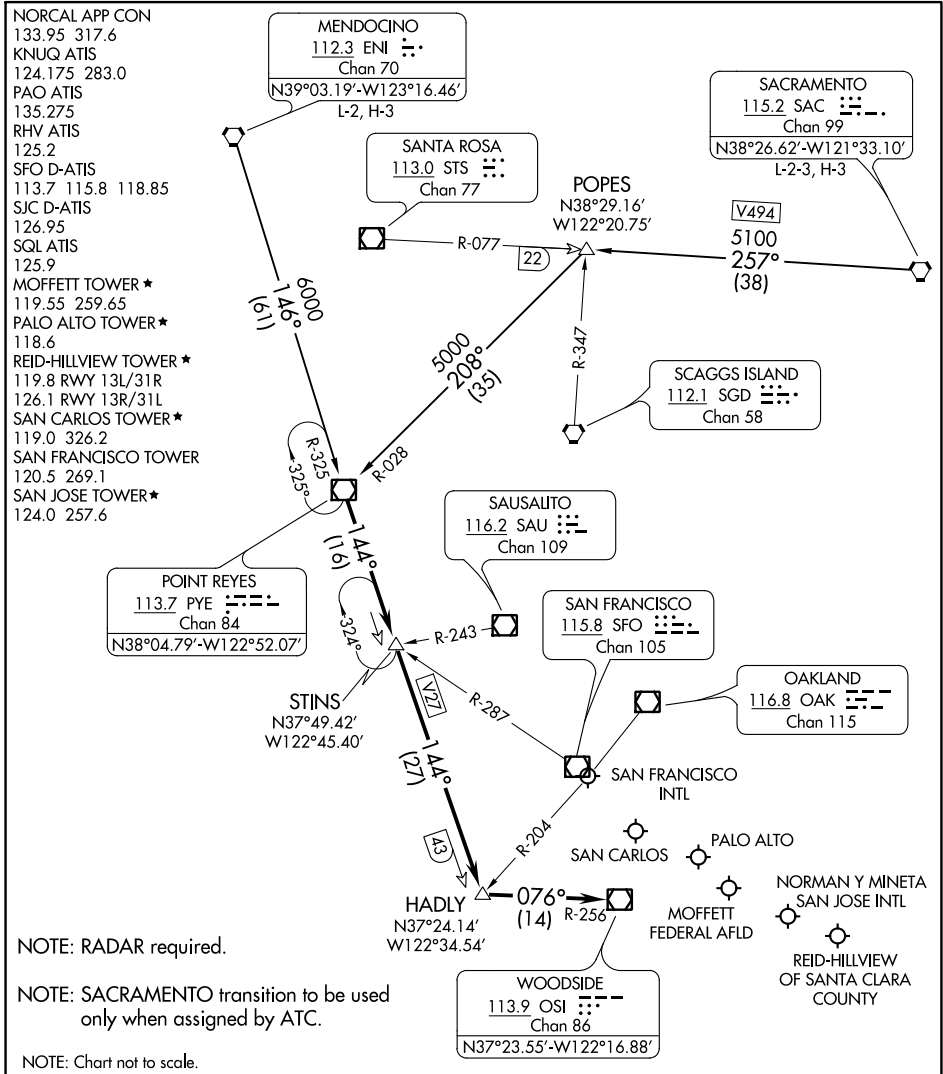 NORCAL APP CON
133.95 317.6
KNUQ ATIS
124.175 283.0
PAO ATIS
135.275
RHV ATIS
125.2
SFO D-ATIS
113.7 115.8 118.85
SJC D-ATIS
126.95
SQL ATIS
125.9
MOFFETT TOWER★
119.55 259.65
PALO ALTO TOWER★
118.6
REID-HILLVIEW TOWER★
119.8 RWY 13L/31R
126.1 RWY 13R/31L
SAN CARLOS TOWER★
119.0 326.2
SAN FRANCISCO TOWER
120.5 269.1
SAN JOSE TOWER★
124.0 257.6
MENDOCINO
112.3 ENI
Chan 70
N39°03.19'-W123°16.46'
L-2, H-3
SACRAMENTO
115.2 SAC
Chan 99
N38°26.62'-W121°33.10'
L-2-3, H-3
SANTA ROSA
113.0 STS
Chan 77
POPES
N38°29.16'
W122°20.75'
V494
5100
257°
(38)
R-077
22
6000
146°
(61)
5000
208°
(35)
R-347
SCAGGS ISLAND
112.1 SGD
Chan 58
R-325
325°
R-028
SAUSALITO
116.2 SAU
Chan 109
144°
(16)
POINT REYES
113.7 PYE
Chan 84
N38°04.79'-W122°52.07'
SAN FRANCISCO
115.8 SFO
Chan 105
R-243
324°
OAKLAND
116.8 OAK
Chan 115
STINS
N37°49.42'
W122°45.40'
V27
R-287
144°
(27)
SAN FRANCISCO
INTL
R-204
43
SAN CARLOS
PALO ALTO
HADLY
N37°24.14'
W122°34.54'
076°
(14)
R-256
MOFFETT
FEDERAL AFLD
NORMAN Y MINETA
SAN JOSE INTL
REID-HILLVIEW
OF SANTA CLARA
COUNTY
WOODSIDE
113.9 OSI
Chan 86
N37°23.55'-W122°16.88'
NOTE: RADAR required.
NOTE: SACRAMENTO transition to be used
only when assigned by ATC.
NOTE: Chart not to scale.